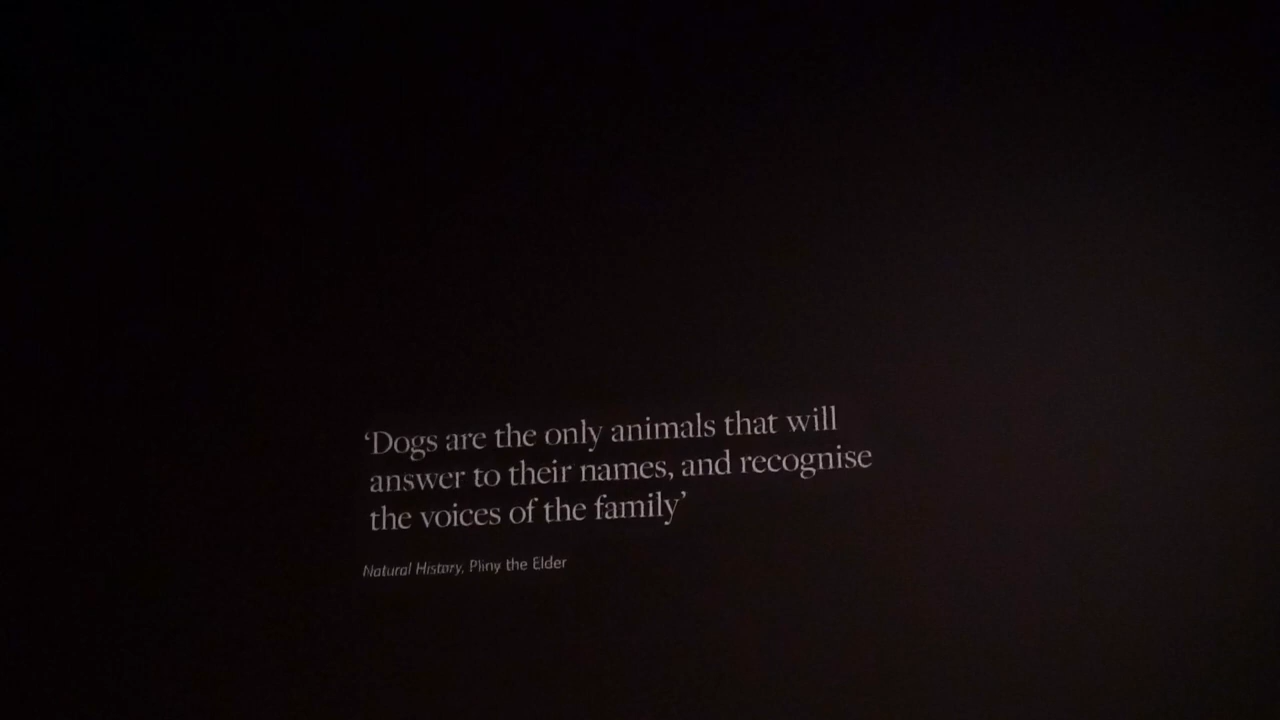 ‘Dogs are the only animals that will
answer to their names, and recognise
the voices of the family’
Natural History, Pliny the Elder